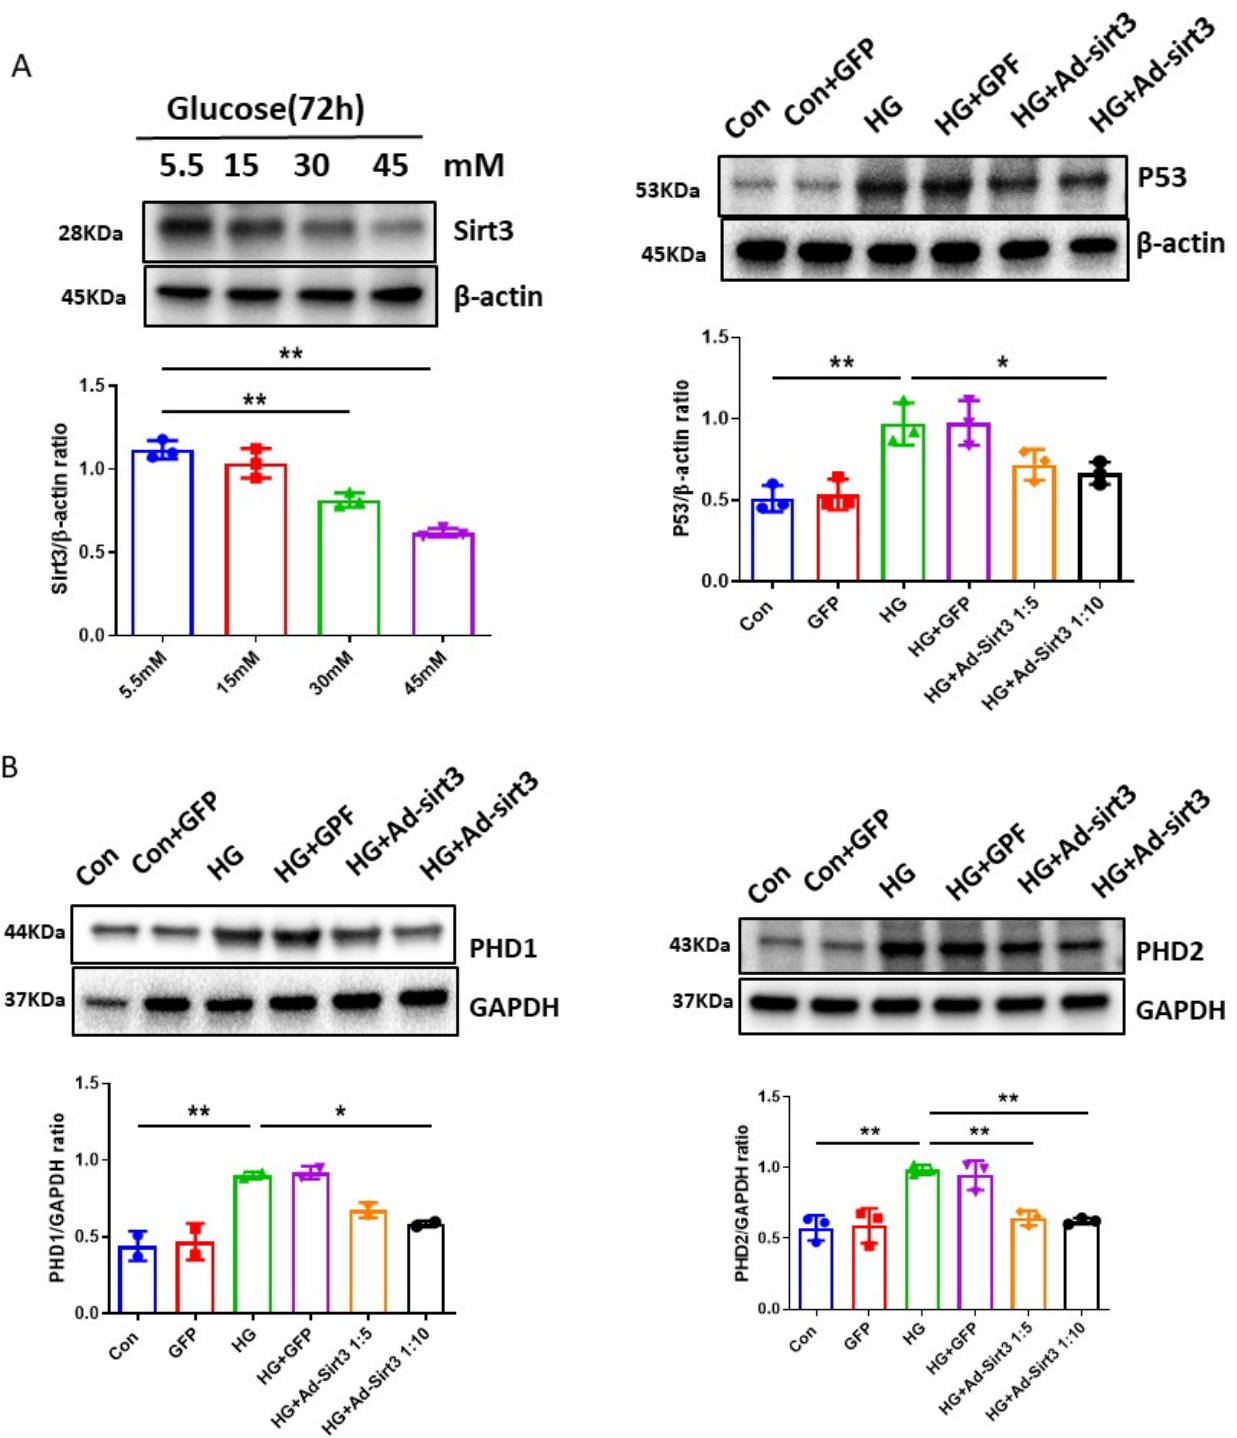 A
Glucose(72h)
5.5 15 30 45 mM
28KDa Sirt3
45KDa β-actin
**
**
Sirt3/β-actin ratio
1.5
1.0
0.5
0.0
5.5mM 15mM 30mM 45mM
Con Con+GFP HG HG+GPF HG+Ad-sirt3 HG+Ad-sirt3
53KDa P53
45KDa β-actin
** *
P53/β-actin ratio
1.5
1.0
0.5
0.0
Con GFP HG HG+GFP HG+Ad-Sirt3 1:5 HG+Ad-Sirt3 1:10
B
Con Con+GFP HG HG+GPF HG+Ad-sirt3 HG+Ad-sirt3
44KDa PHD1
37KDa GAPDH
** *
PHD1/GAPDH ratio
1.5
1.0
0.5
0.0
Con GFP HG HG+GFP HG+Ad-Sirt3 1:5 HG+Ad-Sirt3 1:10
Con Con+GFP HG HG+GPF HG+Ad-sirt3 HG+Ad-sirt3
43KDa PHD2
37KDa GAPDH
**
** **
PHD2/GAPDH ratio
1.5
1.0
0.5
0.0
Con GFP HG HG+GFP HG+Ad-Sirt3 1:5 HG+Ad-Sirt3 1:10